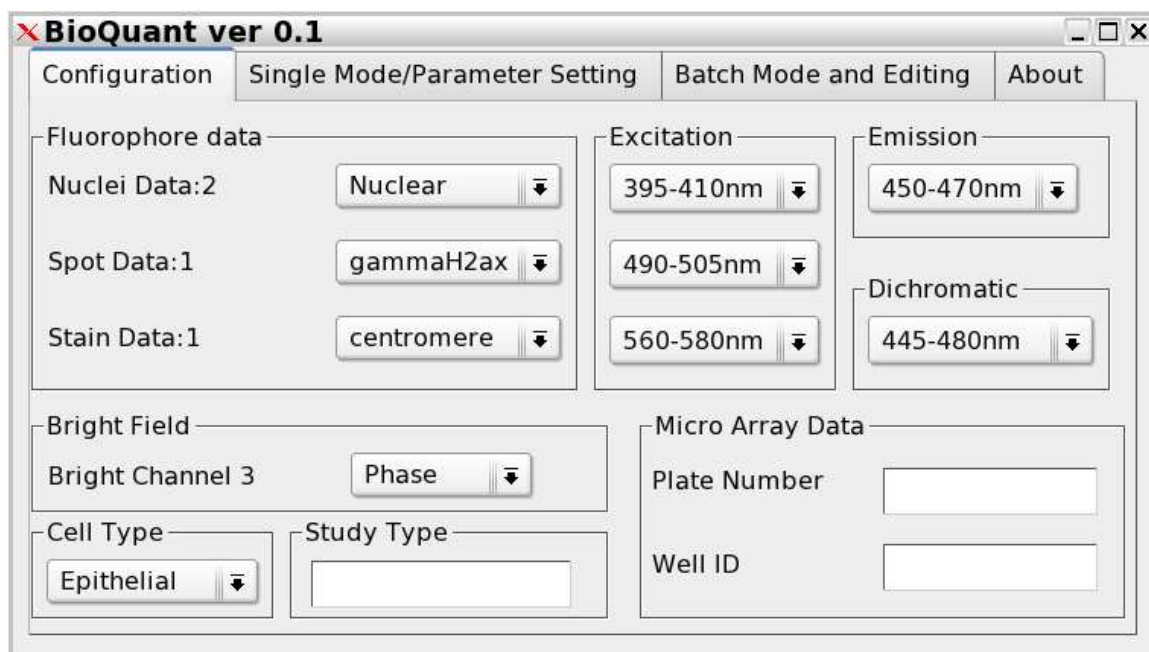 BioQuant ver 0.1
Configuration Single Mode/Parameter Setting Batch Mode and Editing About
Fluorophore data Excitation Emission
Nuclei Data:2 Nuclear 395-410nm 450-470nm
Spot Data:1 gammaH2ax 490-505nm
Dichromatic
Stain Data:1 centromere 560-580nm 445-480nm
Bright Field Micro Array Data
Bright Channel 3 Phase Plate Number
Cell Type Study Type
Epithelial Well ID